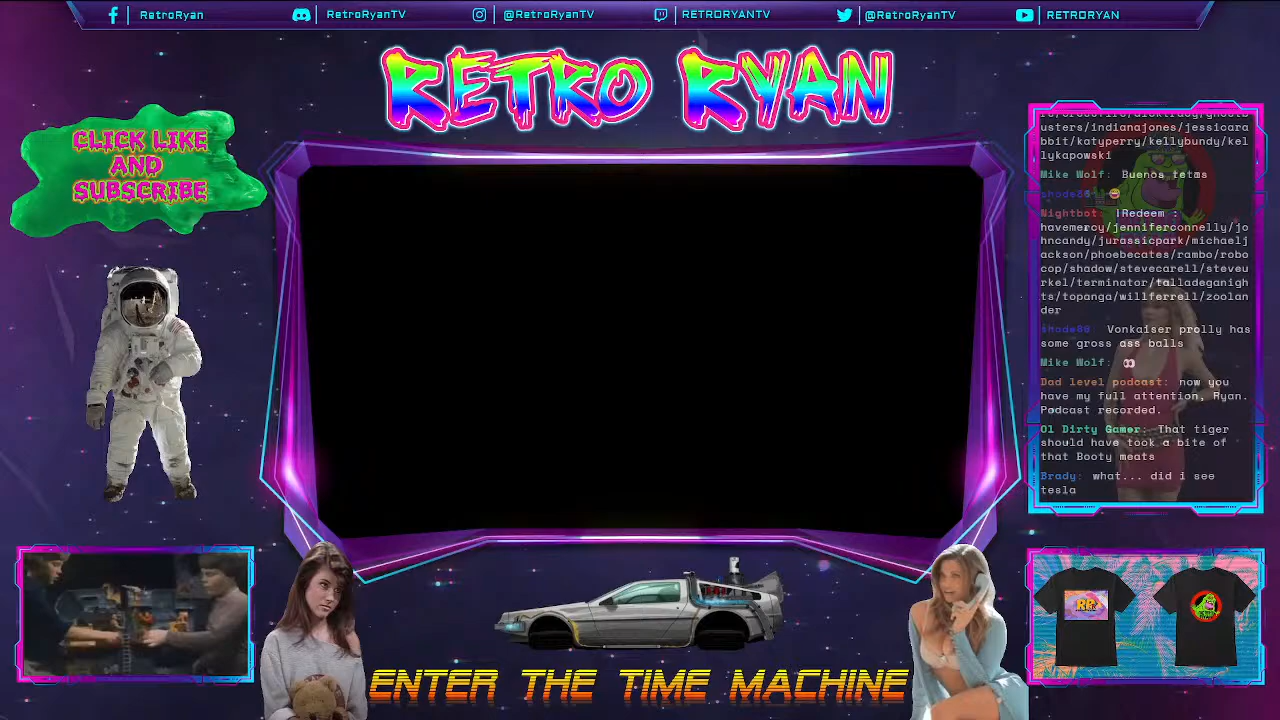 RetroRyan
RetroRyanTV
@RetroRyanTV
RETRORYANTV
@RetroRyanTV
RETRORYAN
RETRO RYAN
CLICK LIKE
AND
SUBSCRIBE
usters/indianajones/jessicara
bbit/katyperry/kellybundy/kel
lykapowski
Mike Wolf: Buenos tetas
Nightbot !Redeem :
havemercy/jenniferconnelly/jo
hncandy/jurassicpark/michaelj
ackson/phoebecates/rambo/robo
cop/shadow/stevecarell/steveu
rkel/terminator/talladeganigh
ts/topanga/willferrell/zoolan
der
Vonkaiser prolly has
some gross ass balls
Mike Wolf:
Dad level podcast: now you
have my full attention, Ryan.
Podcast recorded.
Ol Dirty Gamer: That tiger
should have took a bite of
that Booty meats
Brady: what... did i see
tesla
RR
ENTER THE TIME MACHINE